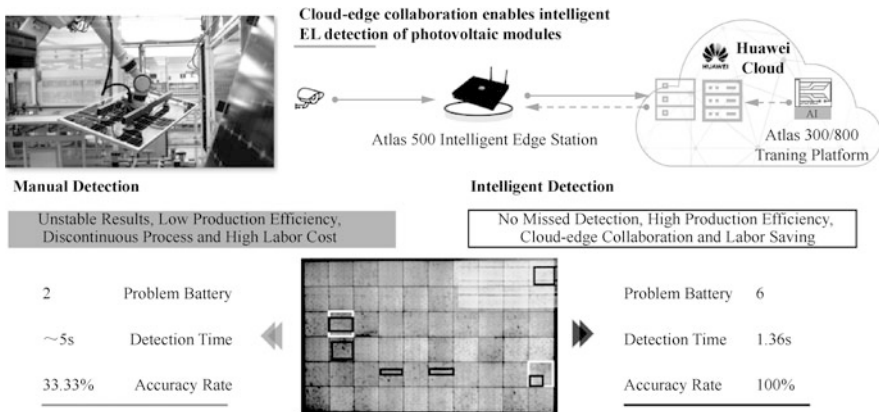 Cloud-edge collaboration enables intelligent
EL detection of photovoltaic modules
HUAWEI
Huawei
Cloud
AI
Atlas 500 Intelligent Edge Station
Atlas 300/800
Traning Platform
Manual Detection
Intelligent Detection
Unstable Results, Low Production Efficiency,
Discontinuous Process and High Labor Cost
No Missed Detection, High Production Efficiency,
Cloud-edge Collaboration and Labor Saving
2 Problem Battery
Problem Battery 6
~5s Detection Time
Detection Time 1.36s
33.33% Accuracy Rate
Accuracy Rate 100%